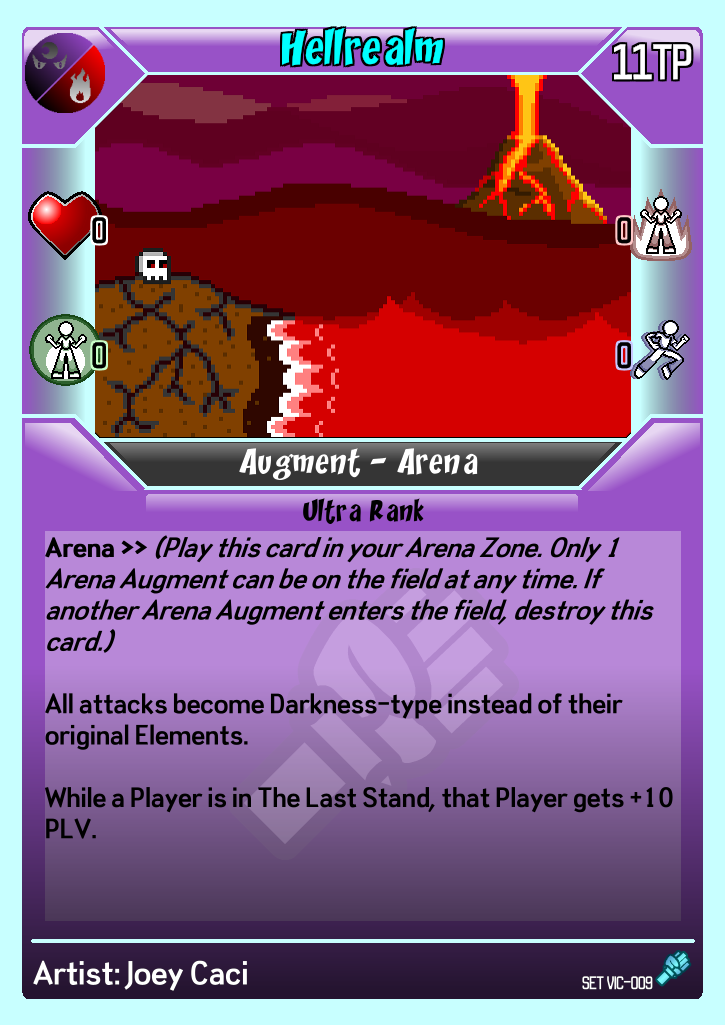 Hellrealm
11TP
0
0
0
0
Augment - Arena
Ultra Rank
Arena >> (Play this card in your Arena Zone. Only 1
Arena Augment can be on the field at any time. If
another Arena Augment enters the field, destroy this
card.)
All attacks become Darkness-type instead of their
original Elements.
While a Player is in The Last Stand, that Player gets +10
PLV.
Artist: Joey Caci
SET VIC-009